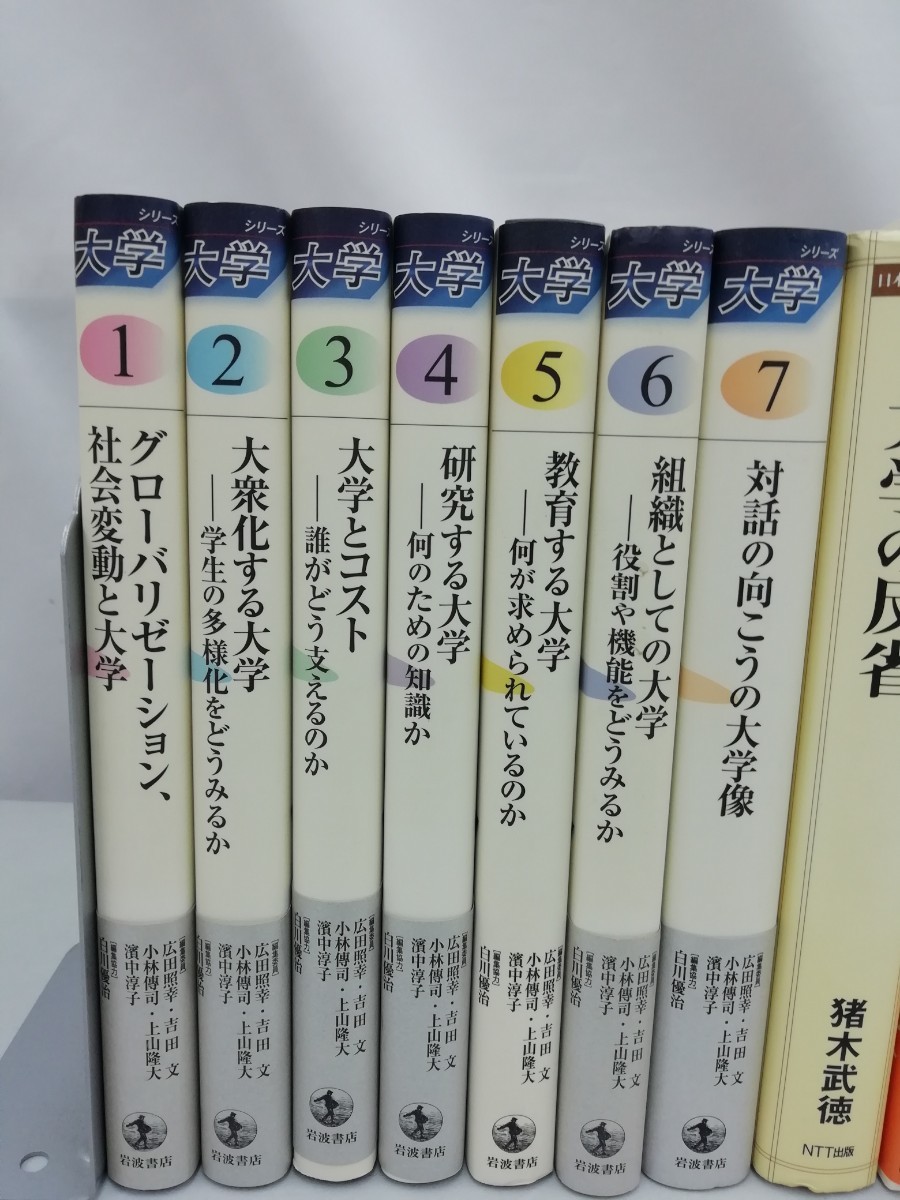 シリーズ
大学
1
グローバリゼーション、
社会変動と大学
[編集委員]
広田照幸・吉田 文
小林傳司・上山隆大
濱中淳子
[編集協力]
白川優治
岩波書店
シリーズ
大学
2
大衆化する大学
──学生の多様化をどうみるか
[編集委員]
広田照幸・吉田 文
小林傳司・上山隆大
濱中淳子
[編集協力]
白川優治
岩波書店
シリーズ
大学
3
大学とコスト
──誰がどう支えるのか
[編集委員]
広田照幸・吉田 文
小林傳司・上山隆大
濱中淳子
[編集協力]
白川優治
岩波書店
シリーズ
大学
4
研究する大学
──何のための知識か
[編集委員]
広田照幸・吉田 文
小林傳司・上山隆大
濱中淳子
[編集協力]
白川優治
岩波書店
シリーズ
大学
5
教育する大学
──何が求められているのか
[編集委員]
広田照幸・吉田 文
小林傳司・上山隆大
濱中淳子
[編集協力]
白川優治
岩波書店
シリーズ
大学
6
組織としての大学
──役割や機能をどうみるか
[編集委員]
広田照幸・吉田 文
小林傳司・上山隆大
濱中淳子
[編集協力]
白川優治
岩波書店
シリーズ
大学
7
対話の向こうの大学像
[編集委員]
広田照幸・吉田 文
小林傳司・上山隆大
濱中淳子
[編集協力]
白川優治
岩波書店
大学の反省
猪木武徳
NTT出版